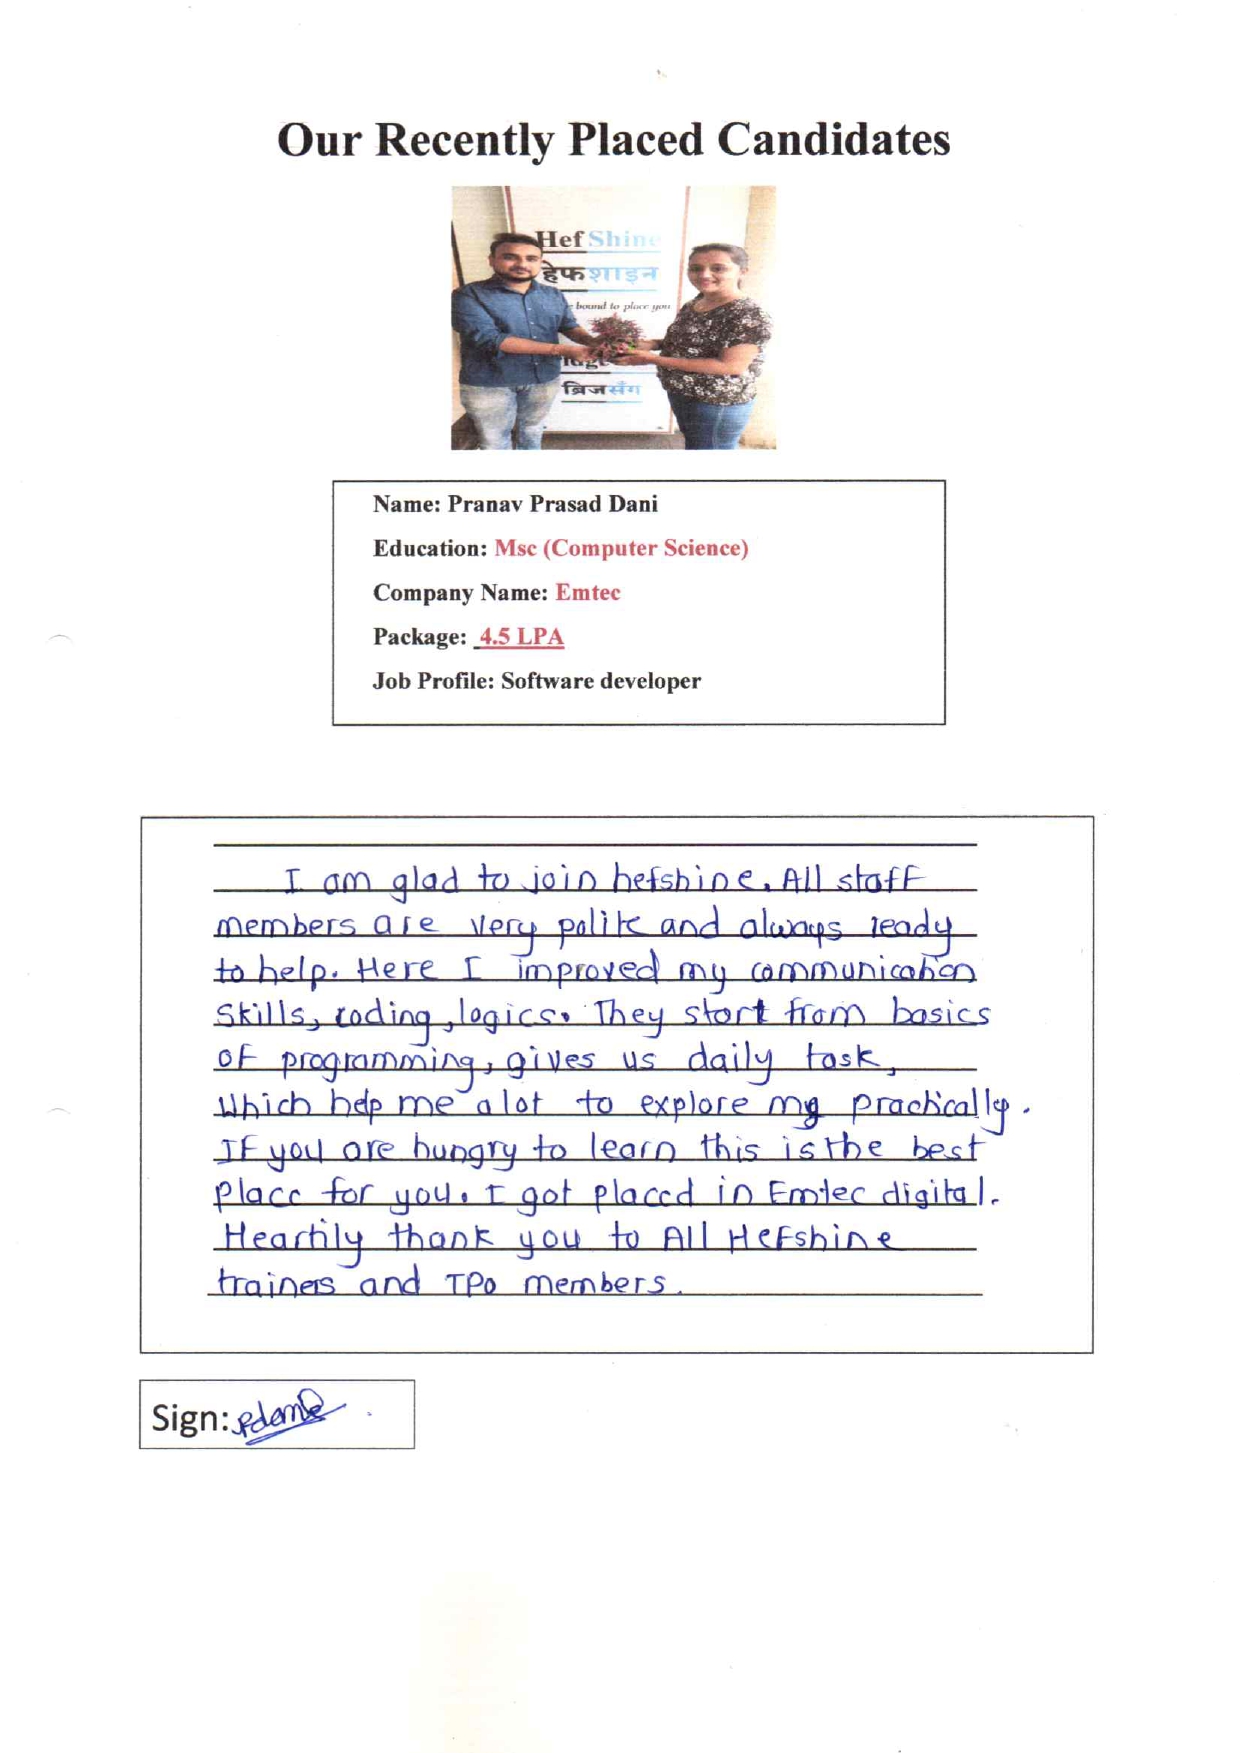 Our Recently Placed Candidates
Hef Shine
हेफशाइन
bound to place you
ब्रिजसँग
Name: Pranav Prasad Dani
Education: Msc (Computer Science)
Company Name: Emtec
Package: 4.5 LPA
Job Profile: Software developer
I am glad to join hefshine. All staff
members are very polite and always ready
to help. Here I improved my communication
skills, coding, logics. They start from basics
of programming, gives us daily task,
Which help me alot to explore my practically.
If you are hungry to learn this is the best
place for you. I got placed in Emtec digital.
Heartily thank you to All Hefshine
trainers and TPO members.
Sign: